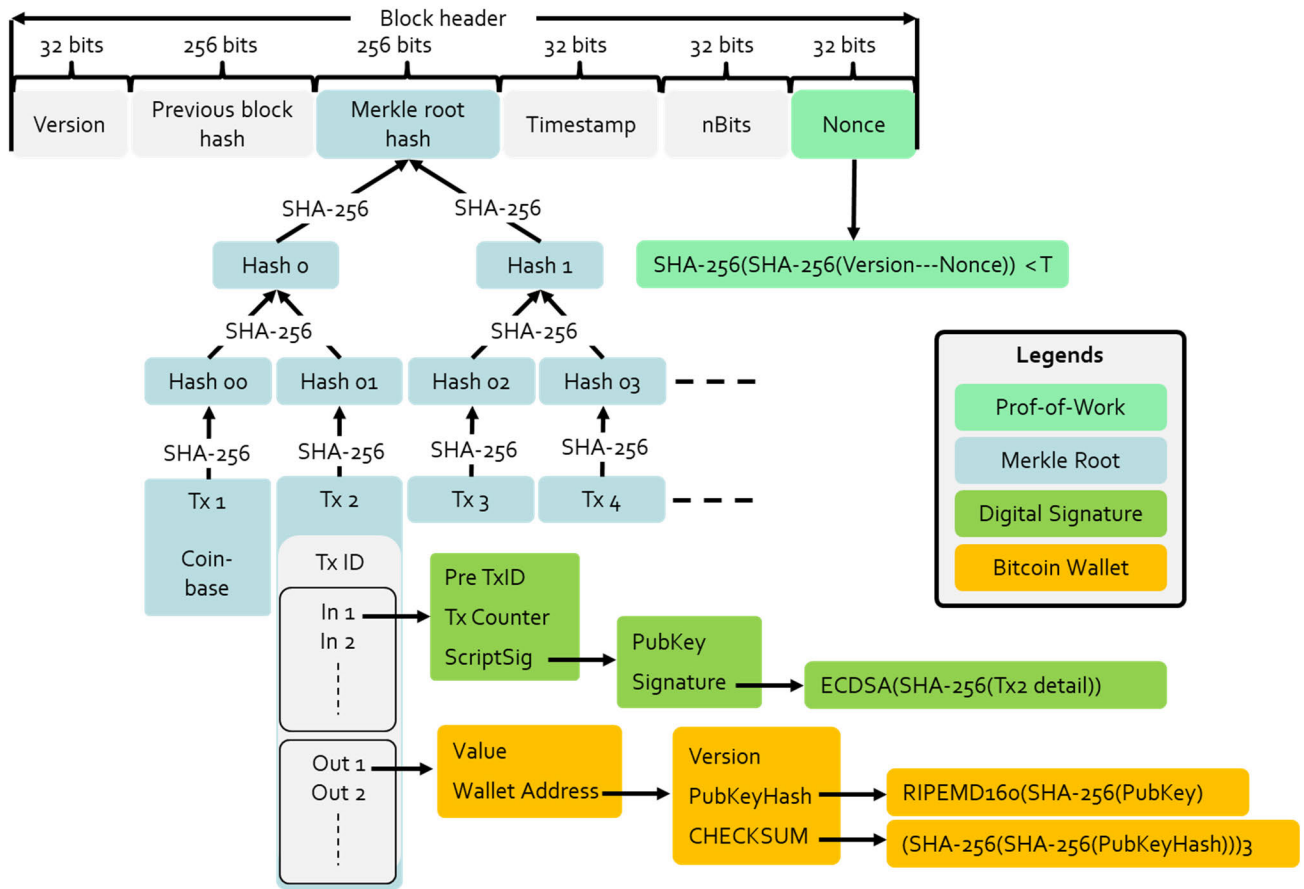 Block header
32 bits
256 bits
256 bits
32 bits
32 bits
32 bits
Version
Previous block
hash
Merkle root
hash
Timestamp
nBits
Nonce
SHA-256
SHA-256
Hash 0
Hash 1
SHA-256(SHA-256(Version---Nonce)) <T
SHA-256
SHA-256
Hash 00
Hash 01
Hash 02
Hash 03
SHA-256
SHA-256
SHA-256
SHA-256
Tx 1
Coin-
base
Tx 2
Tx 3
Tx 4
Tx ID
In 1
In 2
Out 1
Out 2
Pre TxID
Tx Counter
ScriptSig
PubKey
Signature
ECDSA(SHA-256(Tx2 detail))
Value
Wallet Address
Version
PubKeyHash
CHECKSUM
RIPEMD160(SHA-256(PubKey)
(SHA-256(SHA-256(PubKeyHash)))3
Legends
Prof-of-Work
Merkle Root
Digital Signature
Bitcoin Wallet